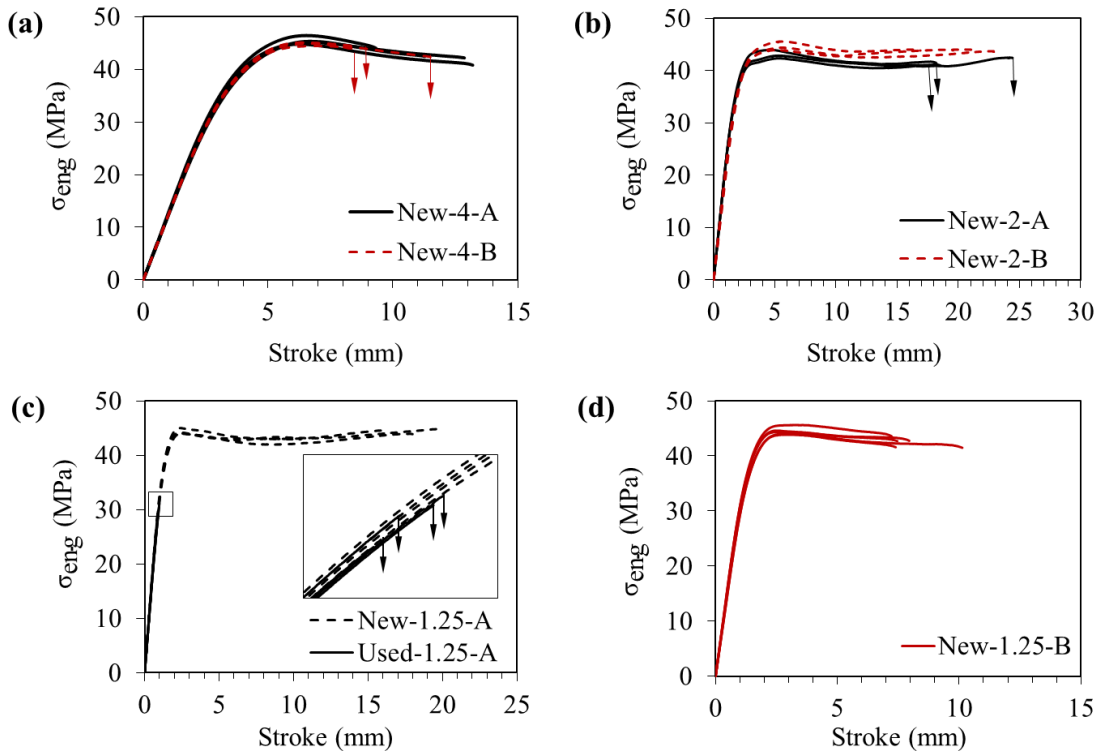 (a)
50
40
30
20
10
0
σeng (MPa)
New-4-A
New-4-B
0 5 10 15
Stroke (mm)
(b)
50
40
30
20
10
0
σeng (MPa)
New-2-A
New-2-B
0 5 10 15 20 25 30
Stroke (mm)
(c)
50
40
30
20
10
0
σeng (MPa)
New-1.25-A
Used-1.25-A
0 5 10 15 20 25
Stroke (mm)
(d)
50
40
30
20
10
0
σeng (MPa)
New-1.25-B
0 5 10 15
Stroke (mm)